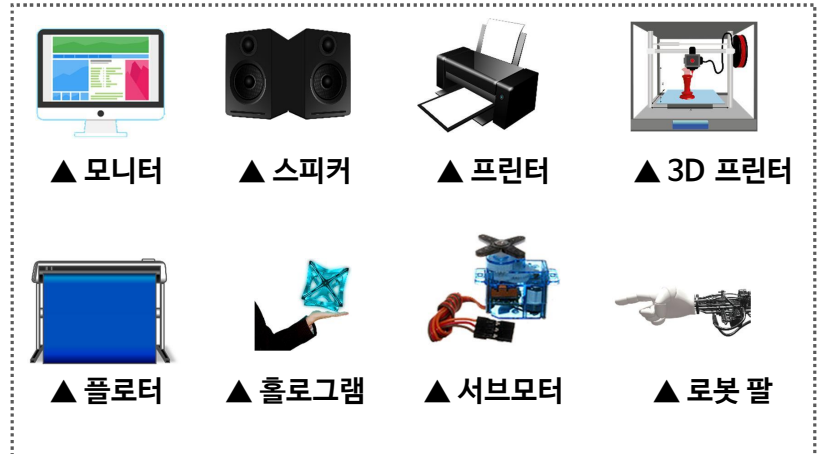 ▲ 모니터 ▲ 스피커 ▲ 프린터 ▲ 3D 프린터
▲ 플로터 ▲ 홀로그램 ▲ 서브모터 ▲ 로봇 팔